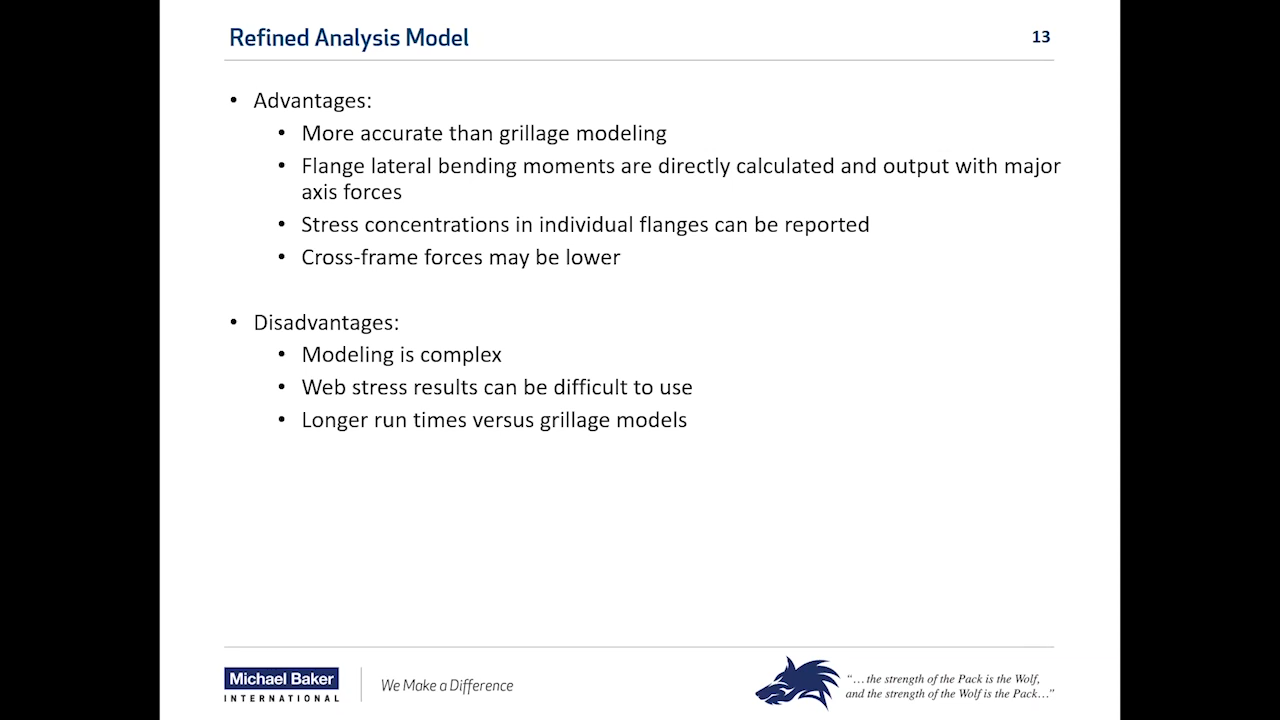 Refined Analysis Model
13
• Advantages:
• More accurate than grillage modeling
• Flange lateral bending moments are directly calculated and output with major
axis forces
• Stress concentrations in individual flanges can be reported
• Cross-frame forces may be lower
• Disadvantages:
• Modeling is complex
• Web stress results can be difficult to use
• Longer run times versus grillage models
Michael Baker
INTERNATIONAL
We Make a Difference
“…the strength of the Pack is the Wolf,
and the strength of the Wolf is the Pack…”